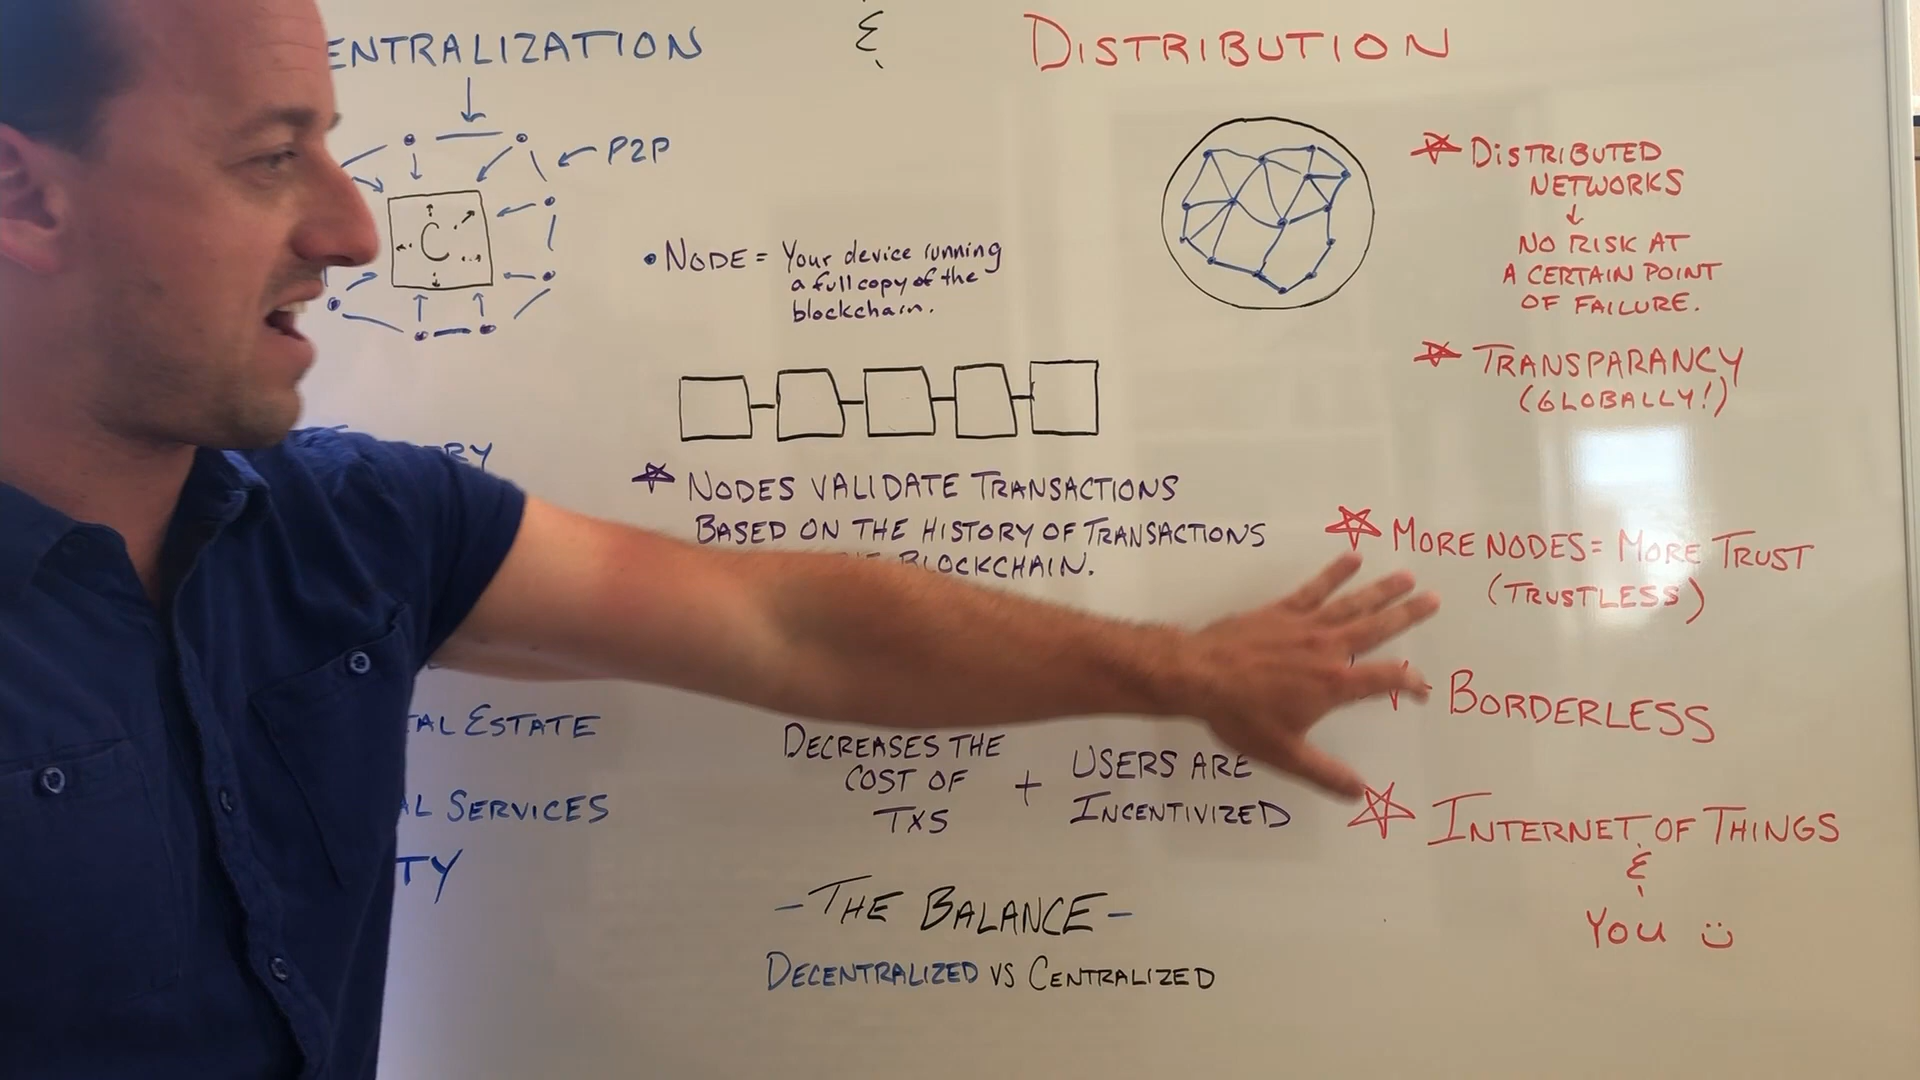 ENTRALIZATION
&
DISTRIBUTION
P2P
C
• NODE = Your device running
a full copy of the
blockchain.
RY
AL ESTATE
AL SERVICES
TY
★ NODES VALIDATE TRANSACTIONS
BASED ON THE HISTORY OF TRANSACTIONS
BLOCKCHAIN.
DECREASES THE
COST OF
TXS
+
USERS ARE
INCENTIVIZED
- THE BALANCE -
DECENTRALIZED VS CENTRALIZED
★ DISTRIBUTED
NETWORKS
↓
NO RISK AT
A CERTAIN POINT
OF FAILURE.
★ TRANSPARANCY
(GLOBALLY!)
★ MORE NODES = MORE TRUST
(TRUSTLESS)
★ BORDERLESS
★ INTERNET OF THINGS
&
YOU :)